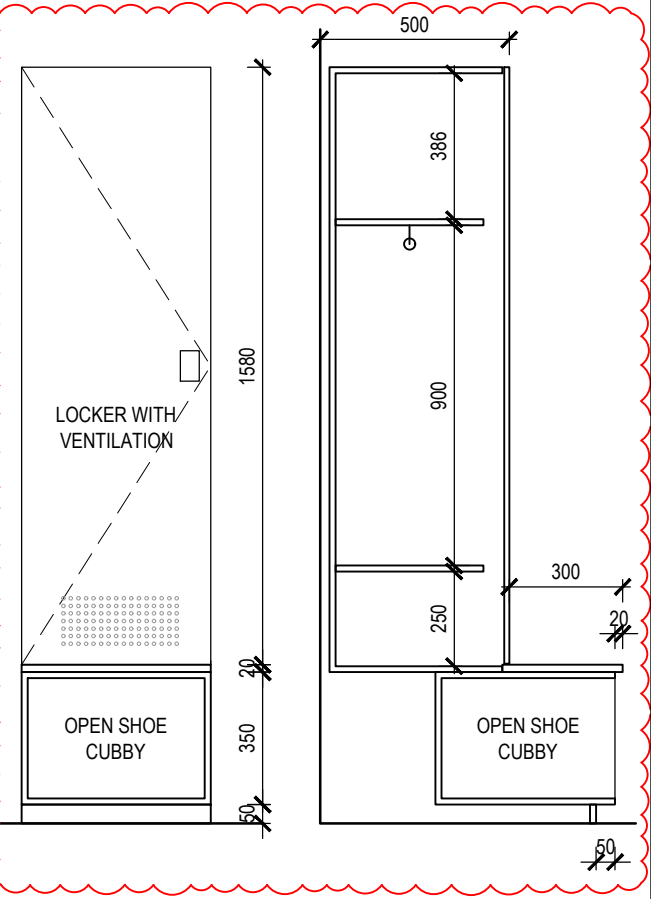 500
386
1580
LOCKER WITH
VENTILATION
900
300
250
20
20
OPEN SHOE
CUBBY
350
OPEN SHOE
CUBBY
50
50